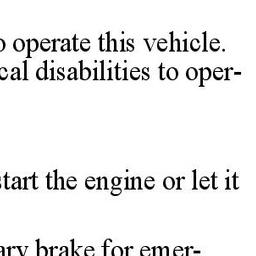 o operate this vehicle.
cal disabilities to oper-
start the engine or let it
ary brake for emer-